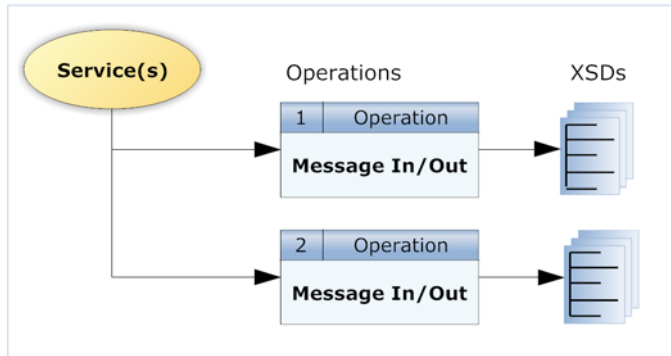 Service(s)
Operations
XSDs
1 Operation
Message In/Out
2 Operation
Message In/Out